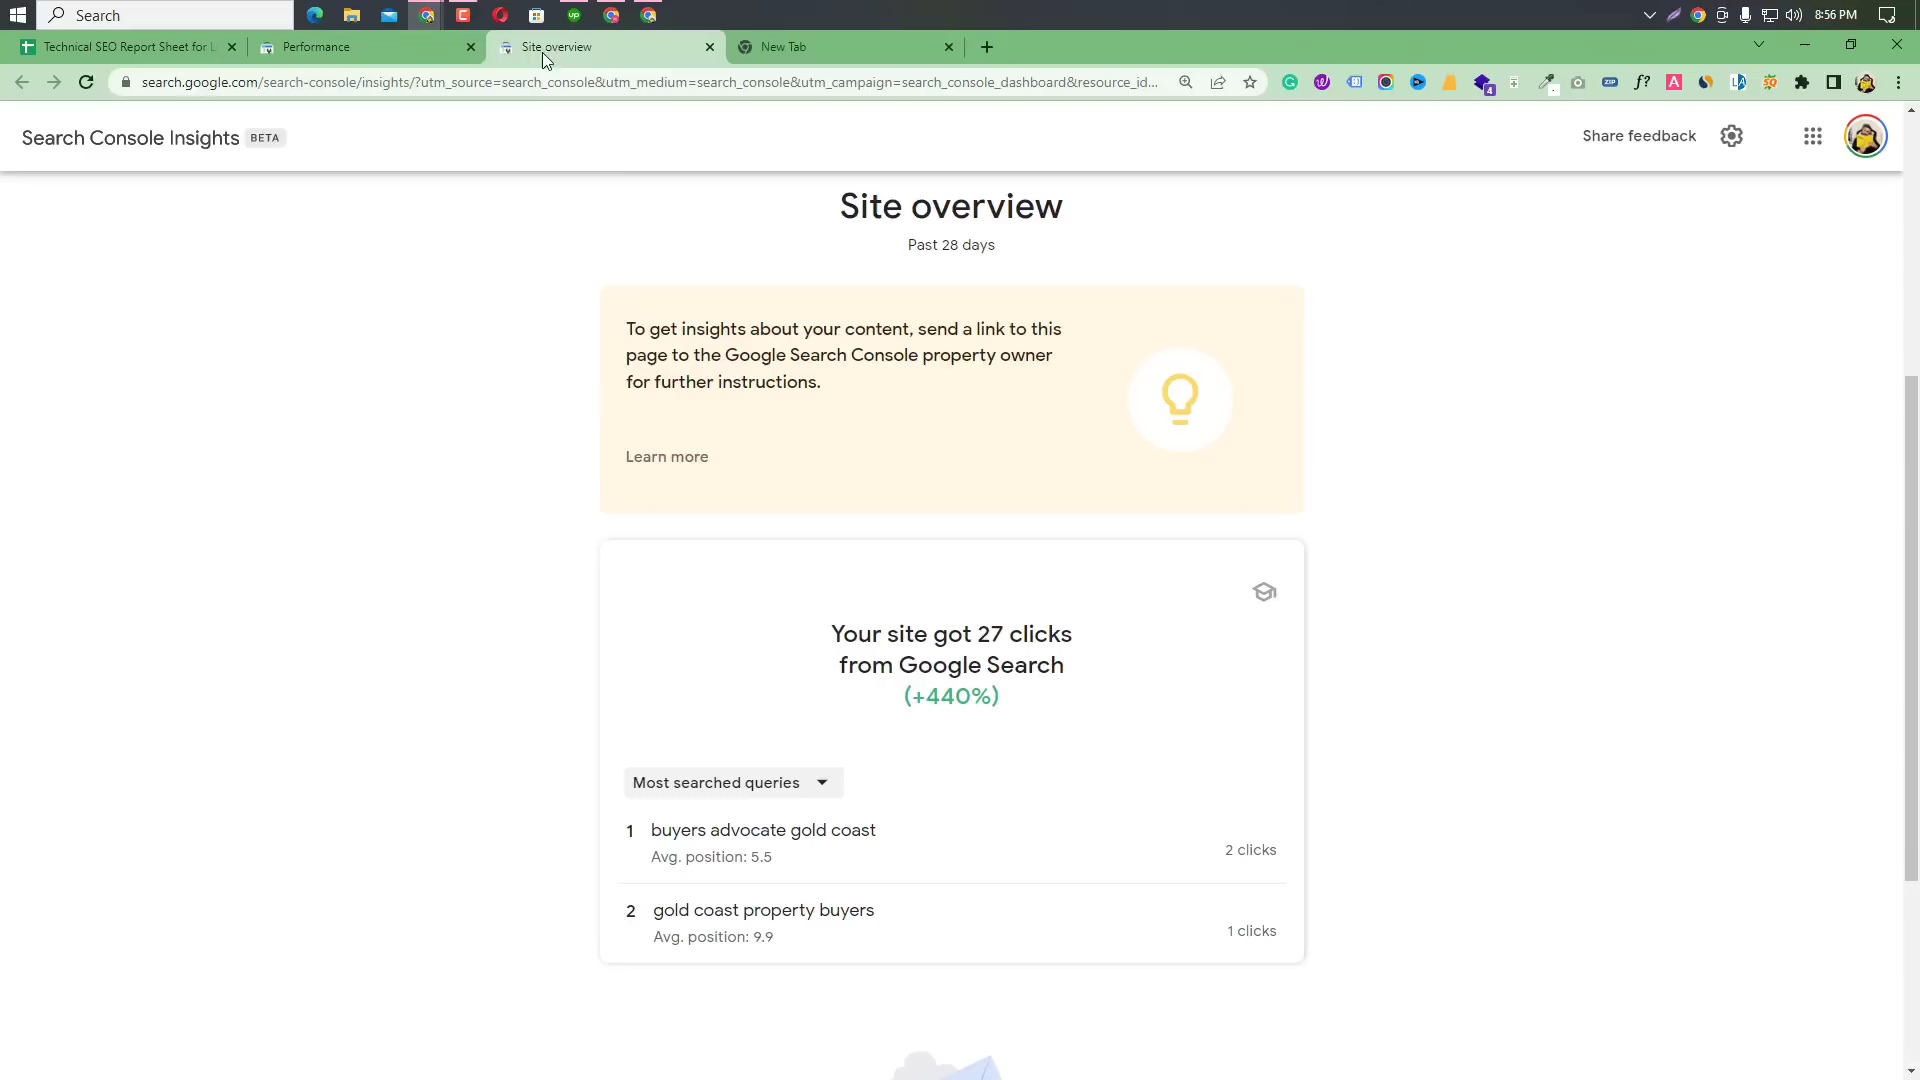 Search
8:56 PM
Technical SEO Report Sheet for L
Performance
Site overview
New Tab
search.google.com/search-console/insights/?utm_source=search_console&utm_medium=search_console&utm_campaign=search_console_dashboard&resource_id...
Search Console Insights BETA
Share feedback
Site overview
Past 28 days
To get insights about your content, send a link to this
page to the Google Search Console property owner
for further instructions.
Learn more
Your site got 27 clicks
from Google Search
(+440%)
Most searched queries
1 buyers advocate gold coast
Avg. position: 5.5
2 clicks
2 gold coast property buyers
Avg. position: 9.9
1 clicks